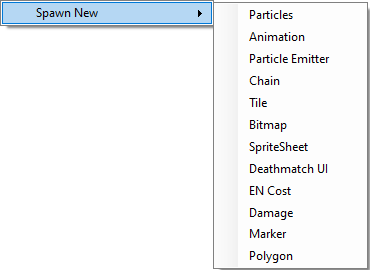 Spawn New
Particles
Animation
Particle Emitter
Chain
Tile
Bitmap
SpriteSheet
Deathmatch UI
EN Cost
Damage
Marker
Polygon